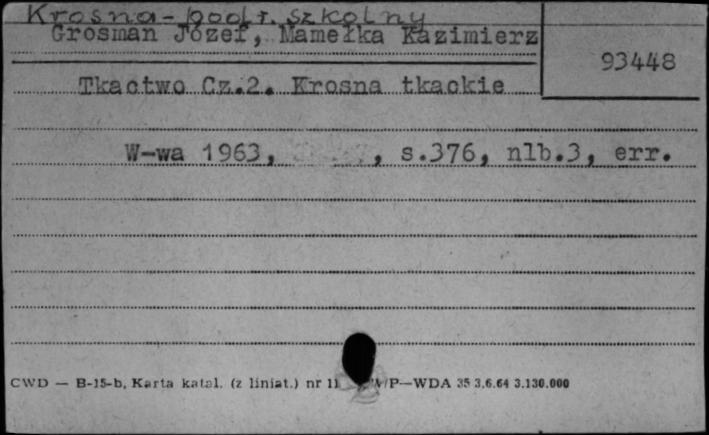 Krosna - podr. szkolny
Grosman Józef, Mamełka Kazimierz
93448
Tkactwo Cz.2. Krosna tkackie
W-wa 1963, , s.376, nlb.3, err.
CWD — B-15-b, Karta katal. (z liniat.) nr 11 W/P—WDA 35 3.6.64 3.130.000